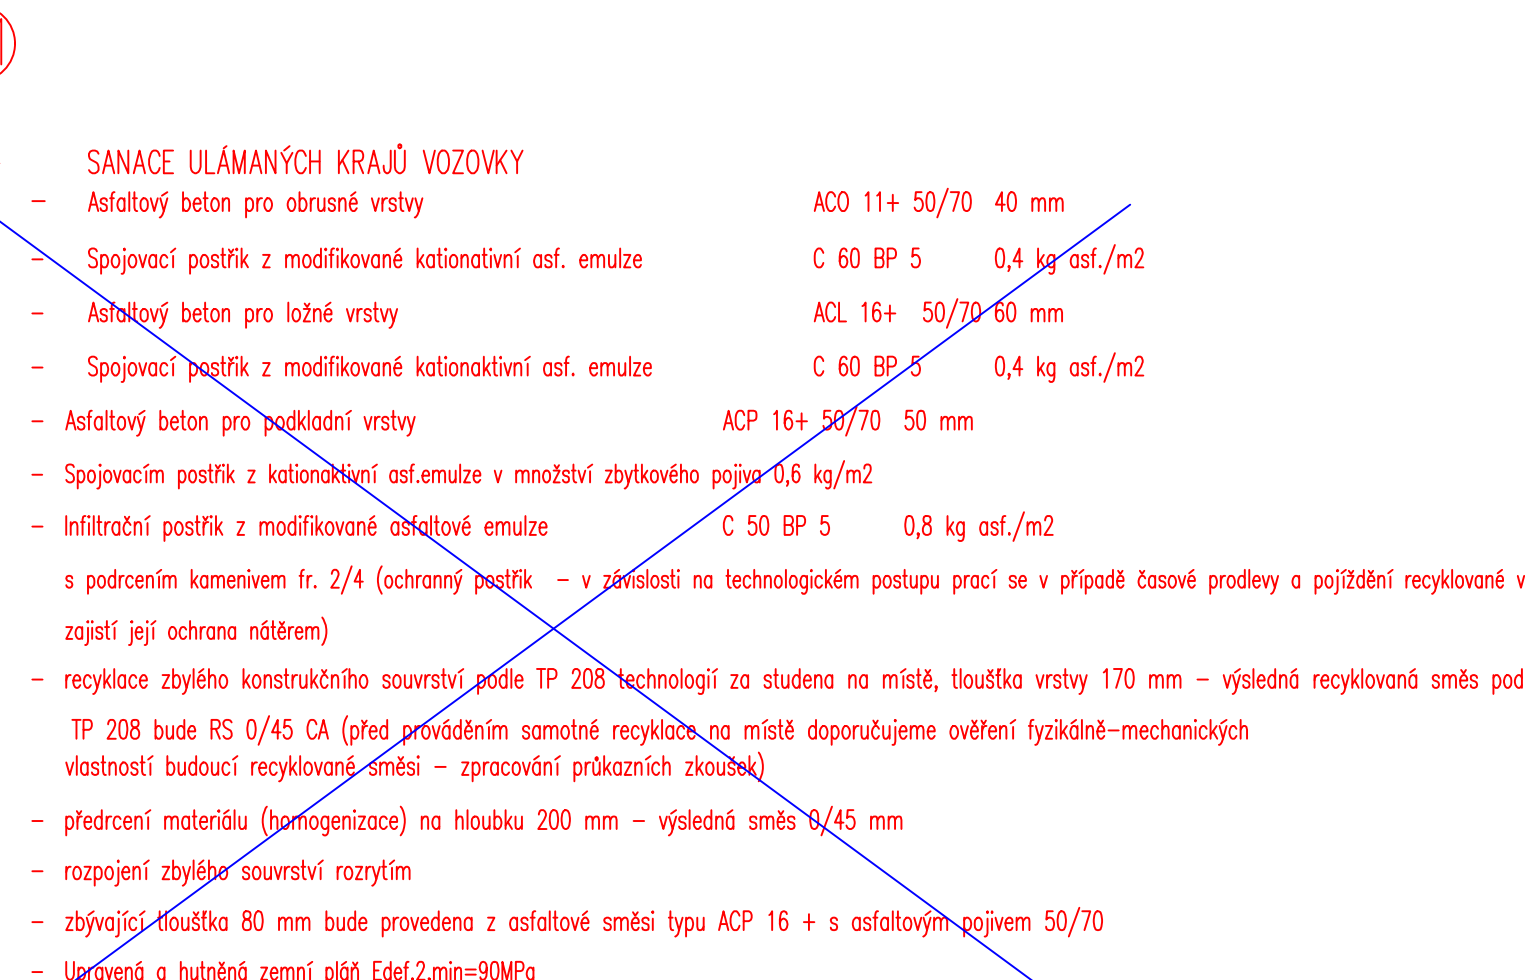 SANACE ULÁMANÝCH KRAJŮ VOZOVKY
- Asfaltový beton pro obrusné vrstvy ACO 11+ 50/70 40 mm
- Spojovací postřik z modifikované kationativní asf. emulze C 60 BP 5 0,4 kg asf./m2
- Asfaltový beton pro ložné vrstvy ACL 16+ 50/70 60 mm
- Spojovací postřik z modifikované kationaktivní asf. emulze C 60 BP 5 0,4 kg asf./m2
- Asfaltový beton pro podkladní vrstvy ACP 16+ 50/70 50 mm
- Spojovacím postřik z kationaktivní asf.emulze v množství zbytkového pojiva 0,6 kg/m2
- Infiltrační postřik z modifikované asfaltové emulze C 50 BP 5 0,8 kg asf./m2
s podrcením kamenivem fr. 2/4 (ochranný postřik - v závislosti na technologickém postupu prací se v případě časové prodlevy a pojíždění recyklované v
zajistí její ochrana nátěrem)
- recyklace zbylého konstrukčního souvrství podle TP 208 technologií za studena na místě, tloušťka vrstvy 170 mm - výsledná recyklovaná směs pod
TP 208 bude RS 0/45 CA (před prováděním samotné recyklace na místě doporučujeme ověření fyzikálně-mechanických
vlastností budoucí recyklované směsi - zpracování průkazních zkoušek)
- předrcení materiálu (homogenizace) na hloubku 200 mm - výsledná směs 0/45 mm
- rozpojení zbylého souvrství rozrytím
- zbývající tloušťka 80 mm bude provedena z asfaltové směsi typu ACP 16 + s asfaltovým pojivem 50/70
- Upravená a hutněná zemní pláň Edef.2,min=90MPa